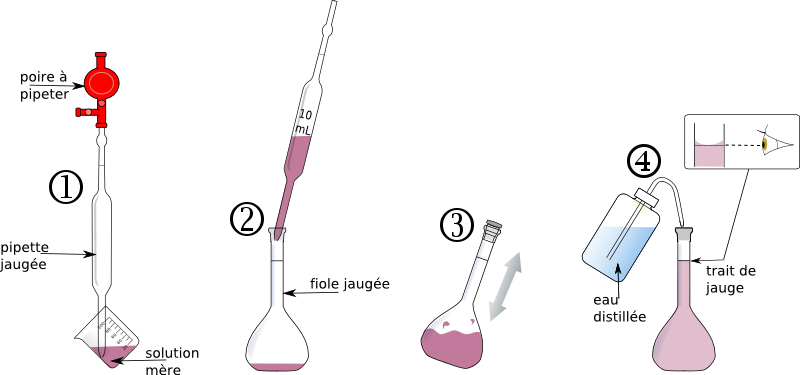 poire à
pipeter
1
pipette
jaugée
solution
mère
10
mL
2
fiole jaugée
3
4
eau
distillée
trait de
jauge